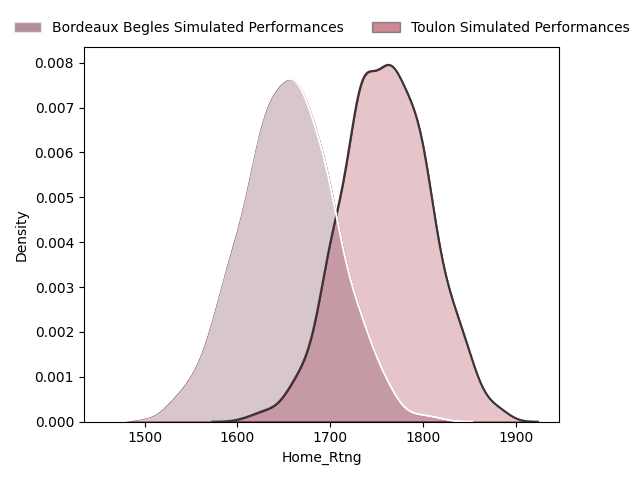 Bordeaux Begles Simulated Performances Toulon Simulated Performances
0.008
0.007
0.006
0.005
0.004
0.003
0.002
0.001
0.000
Density
1500 1600 1700 1800 1900
Home_Rtng